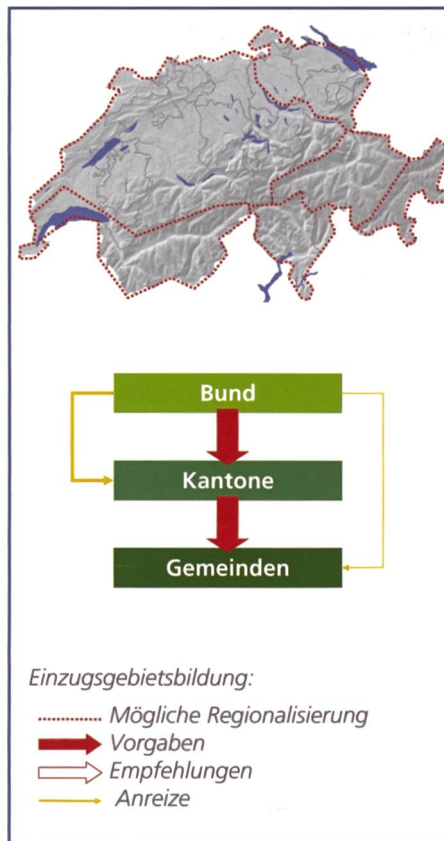 Bund
Kantone
Gemeinden
Einzugsgebietsbildung:
Mögliche Regionalisierung
Vorgaben
Empfehlungen
Anreize